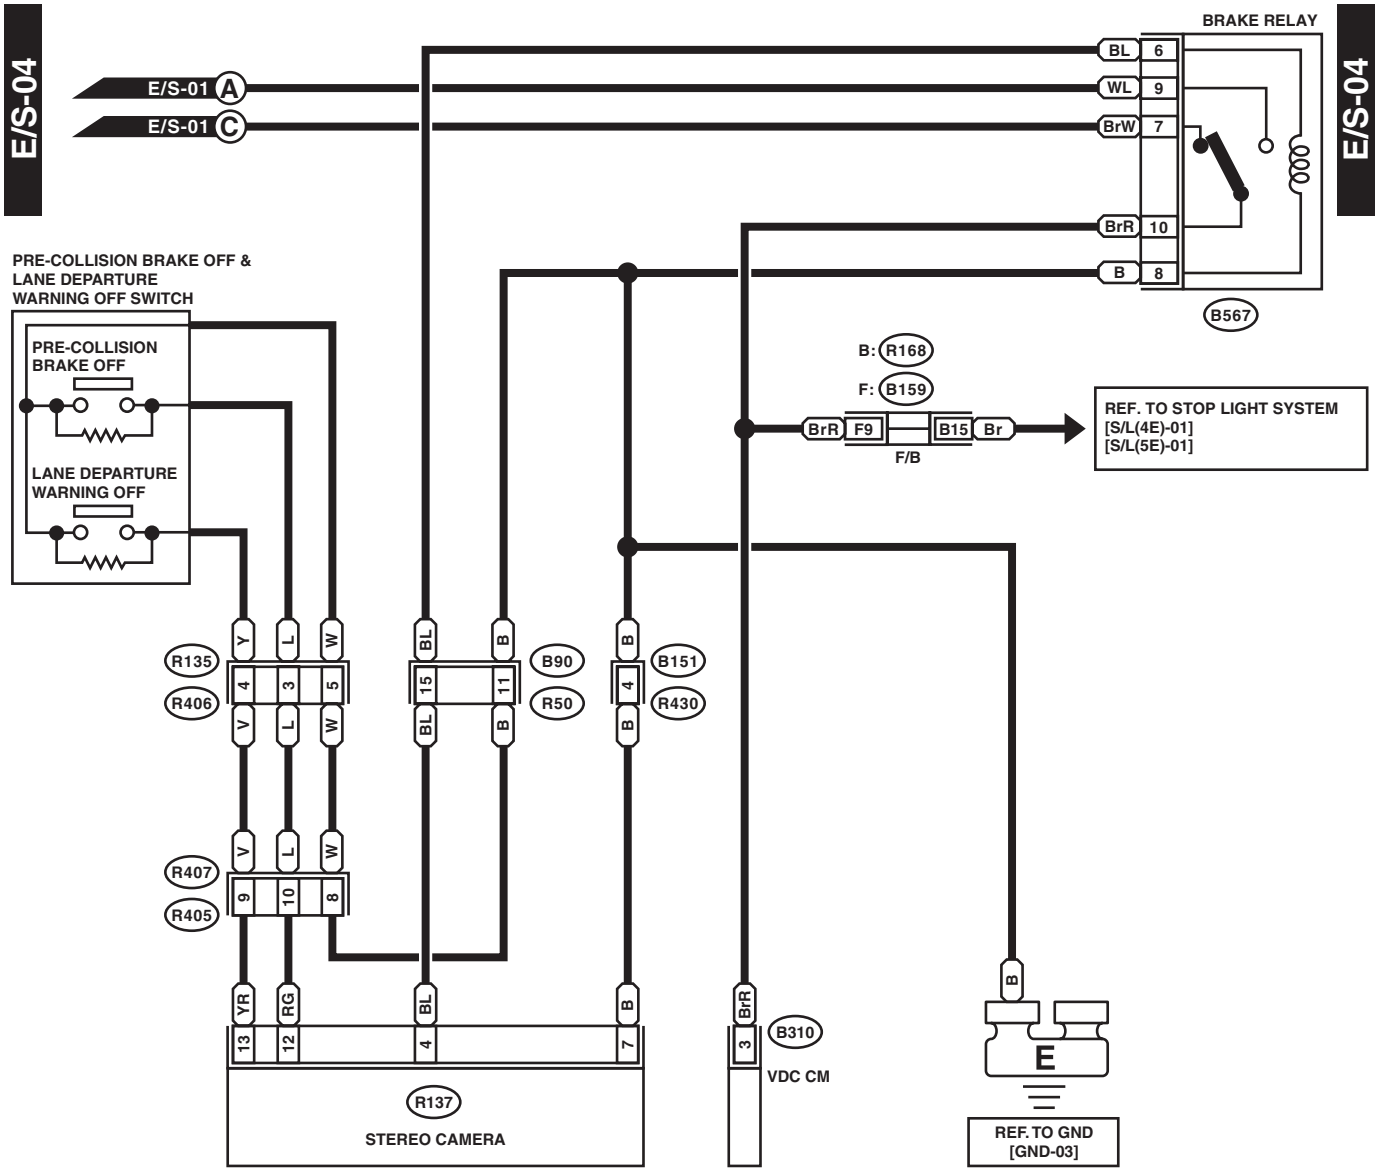 BRAKE RELAY
E/S-04
E/S-04
BL 6
E/S-01 A
WL 9
E/S-01 C
BrW 7
BrR 10
B 8
B567
PRE-COLLISION BRAKE OFF &
LANE DEPARTURE
WARNING OFF SWITCH
PRE-COLLISION
BRAKE OFF
LANE DEPARTURE
WARNING OFF
B: R168
F: B159
BrR F9 B15 Br
F/B
REF. TO STOP LIGHT SYSTEM
[S/L(4E)-01]
[S/L(5E)-01]
Y L W BL B B
R135 B90 B151
4 3 5 15 11 4
R406 R50 R430
V L W BL B B
V L W
R407
9 10 8
R405
YR RG BL B BrR B
13 12 4 7 3
B310
VDC CM
E
R137
STEREO CAMERA
REF. TO GND
[GND-03]